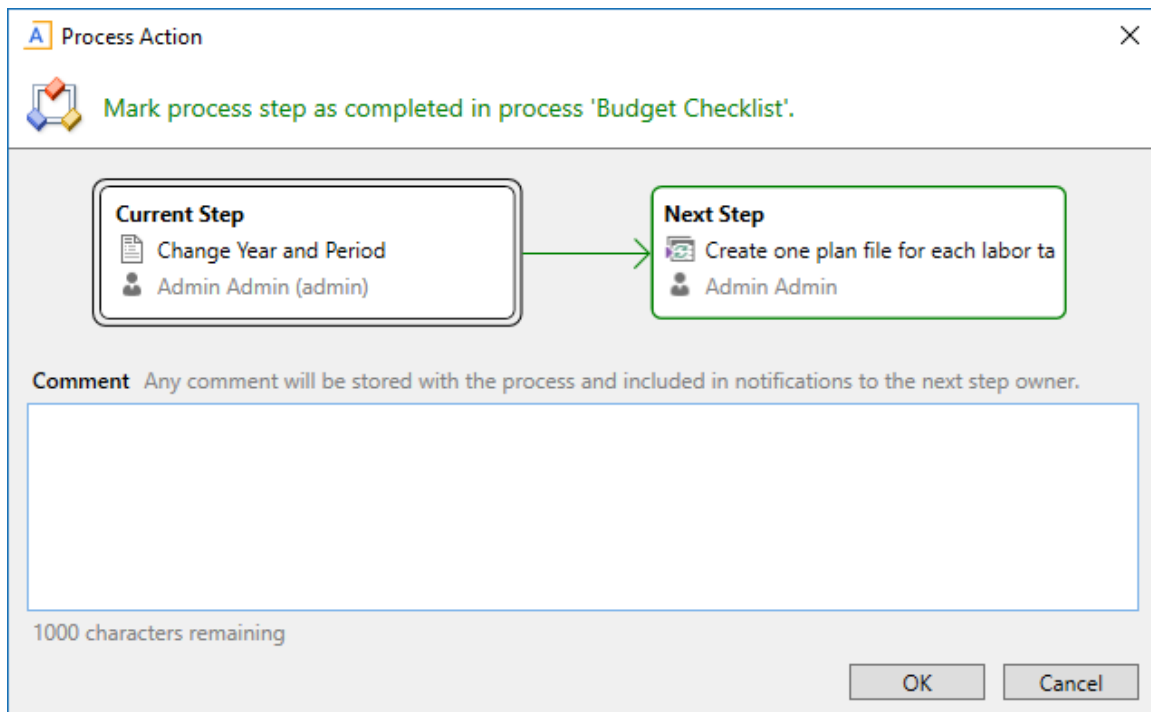 A Process Action
Mark process step as completed in process 'Budget Checklist'.
Current Step
Change Year and Period
Admin Admin (admin)
Next Step
Create one plan file for each labor ta
Admin Admin
Comment Any comment will be stored with the process and included in notifications to the next step owner.
1000 characters remaining
OK
Cancel